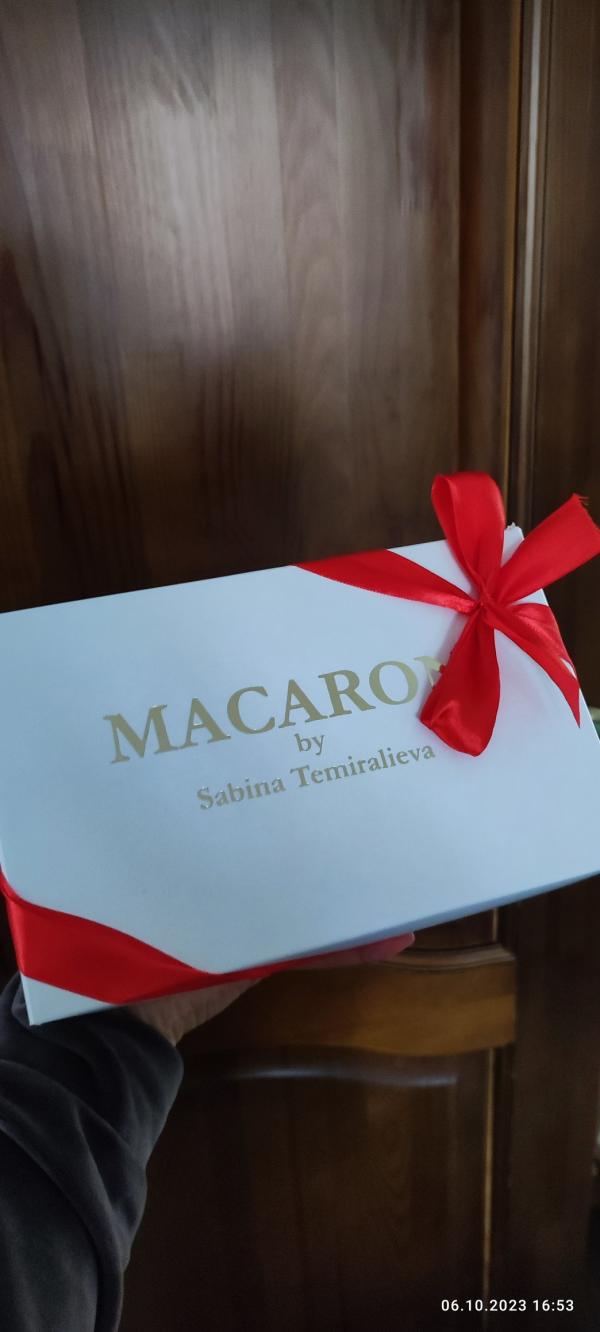 MACARON
by
Sabina Temiralieva
06.10.2023 16:53